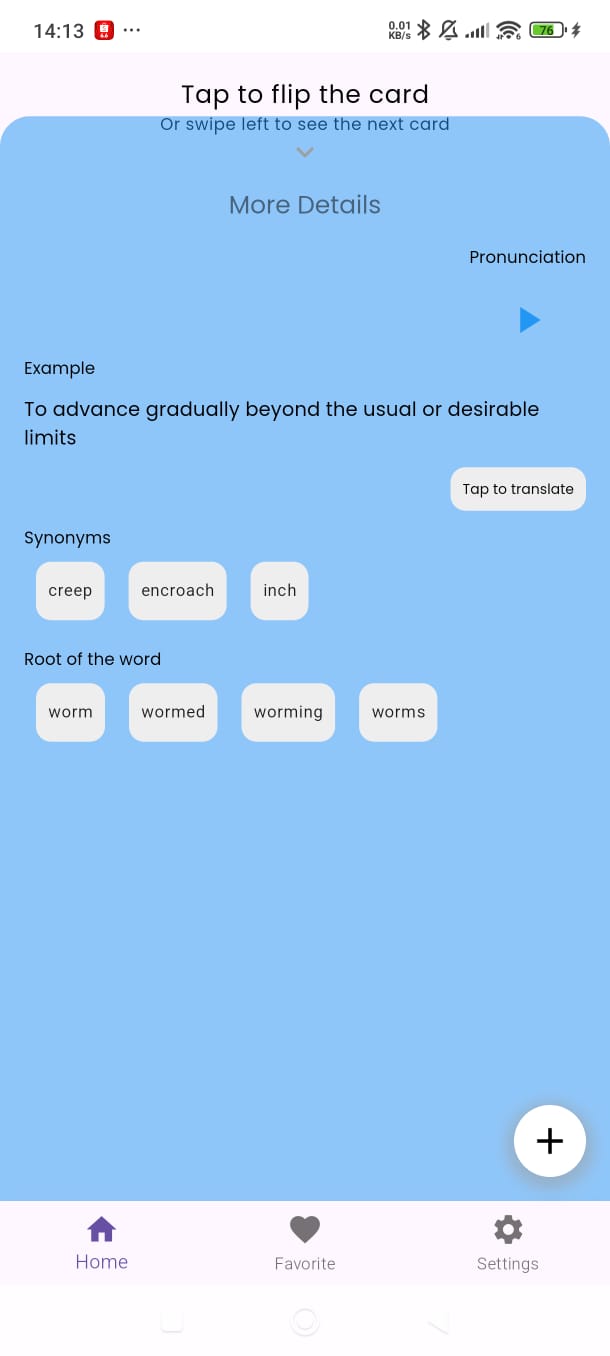 14:13
0.01
KB/s
76
Tap to flip the card
Or swipe left to see the next card
More Details
Pronunciation
Example
To advance gradually beyond the usual or desirable
limits
Tap to translate
Synonyms
creep encroach inch
Root of the word
worm wormed worming worms
Home Favorite Settings